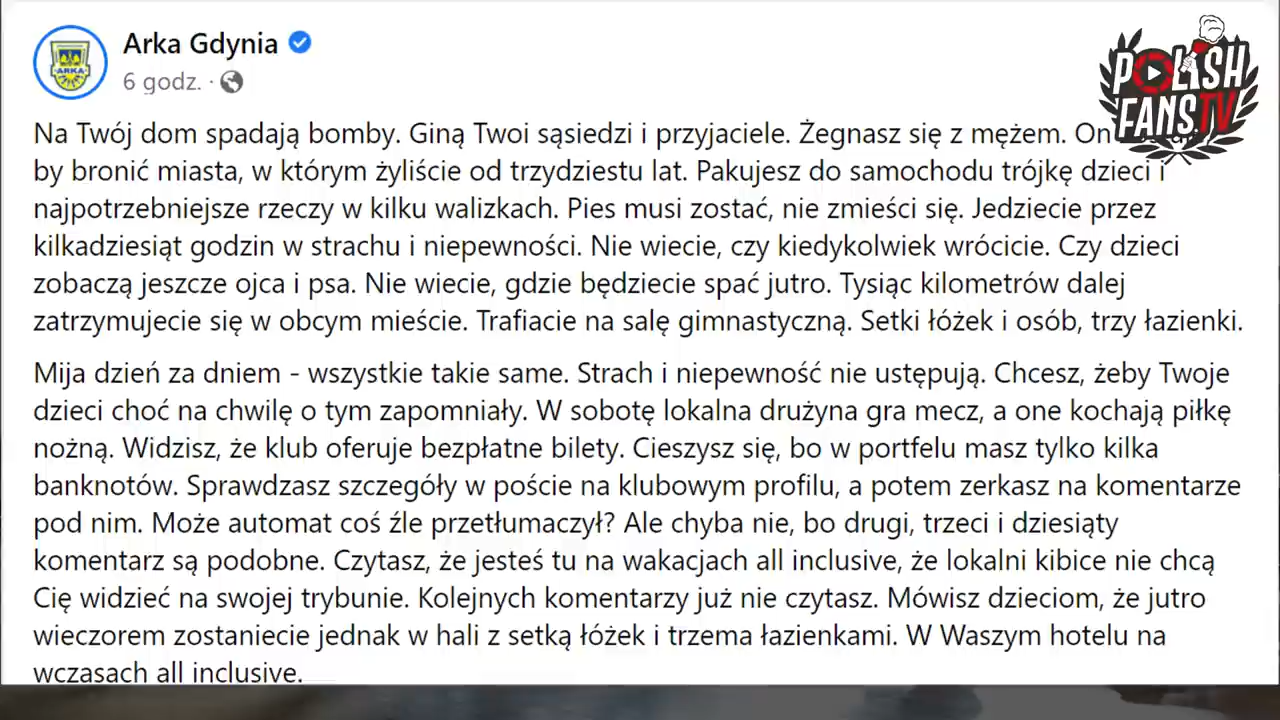 Arka Gdynia
6 godz. ·
ARKA
POLISH
FANS TV
Na Twój dom spadają bomby. Giną Twoi sąsiedzi i przyjaciele. Żegnasz się z mężem. On
by bronić miasta, w którym żyliście od trzydziestu lat. Pakujesz do samochodu trójkę dzieci i
najpotrzebniejsze rzeczy w kilku walizkach. Pies musi zostać, nie zmieści się. Jedziecie przez
kilkadziesiąt godzin w strachu i niepewności. Nie wiecie, czy kiedykolwiek wrócicie. Czy dzieci
zobaczą jeszcze ojca i psa. Nie wiecie, gdzie będziecie spać jutro. Tysiąc kilometrów dalej
zatrzymujecie się w obcym mieście. Trafiacie na salę gimnastyczną. Setki łóżek i osób, trzy łazienki.
Mija dzień za dniem - wszystkie takie same. Strach i niepewność nie ustępują. Chcesz, żeby Twoje
dzieci choć na chwilę o tym zapomniały. W sobotę lokalna drużyna gra mecz, a one kochają piłkę
nożną. Widzisz, że klub oferuje bezpłatne bilety. Cieszysz się, bo w portfelu masz tylko kilka
banknotów. Sprawdzasz szczegóły w poście na klubowym profilu, a potem zerkasz na komentarze
pod nim. Może automat coś źle przetłumaczył? Ale chyba nie, bo drugi, trzeci i dziesiąty
komentarz są podobne. Czytasz, że jesteś tu na wakacjach all inclusive, że lokalni kibice nie chcą
Cię widzieć na swojej trybunie. Kolejnych komentarzy już nie czytasz. Mówisz dzieciom, że jutro
wieczorem zostaniecie jednak w hali z setką łóżek i trzema łazienkami. W Waszym hotelu na
wczasach all inclusive.